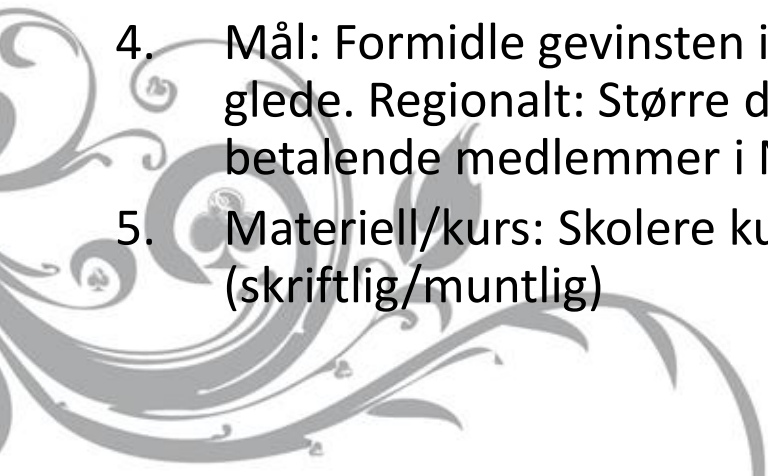 4. Mål: Formidle gevinsten i
glede. Regionalt: Større d
betalende medlemmer i N
5. Materiell/kurs: Skolere ku
(skriftlig/muntlig)